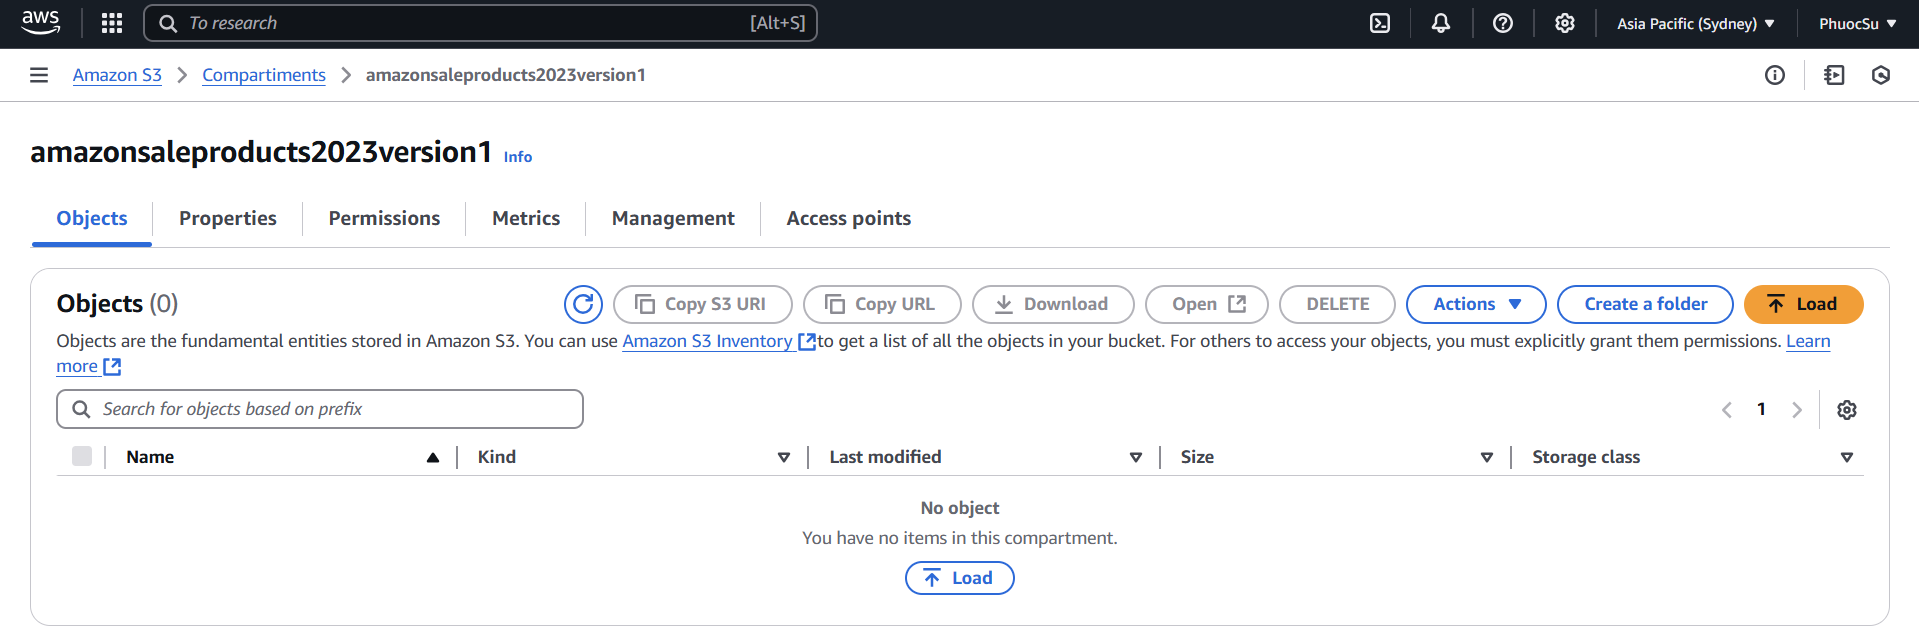 aws To research [Alt+S] Asia Pacific (Sydney) PhuocSu
Amazon S3 Compartiments amazonsaleproducts2023version1
amazonsaleproducts2023version1 Info
Objects Properties Permissions Metrics Management Access points
Objects (0) Copy S3 URI Copy URL Download Open DELETE Actions Create a folder Load
Objects are the fundamental entities stored in Amazon S3. You can use Amazon S3 Inventory to get a list of all the objects in your bucket. For others to access your objects, you must explicitly grant them permissions. Learn
more
Search for objects based on prefix 1
Name Kind Last modified Size Storage class
No object
You have no items in this compartment.
Load